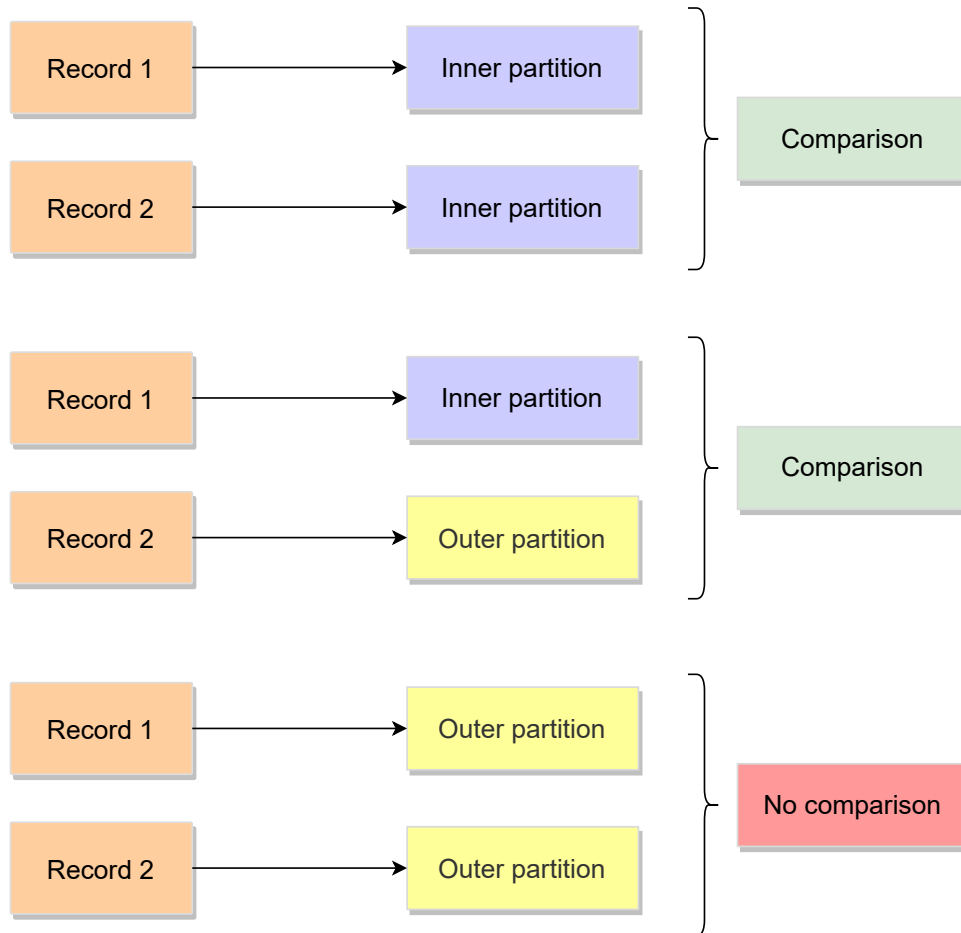 Record 1
Inner partition
Comparison
Record 2
Inner partition
Record 1
Inner partition
Comparison
Record 2
Outer partition
Record 1
Outer partition
No comparison
Record 2
Outer partition